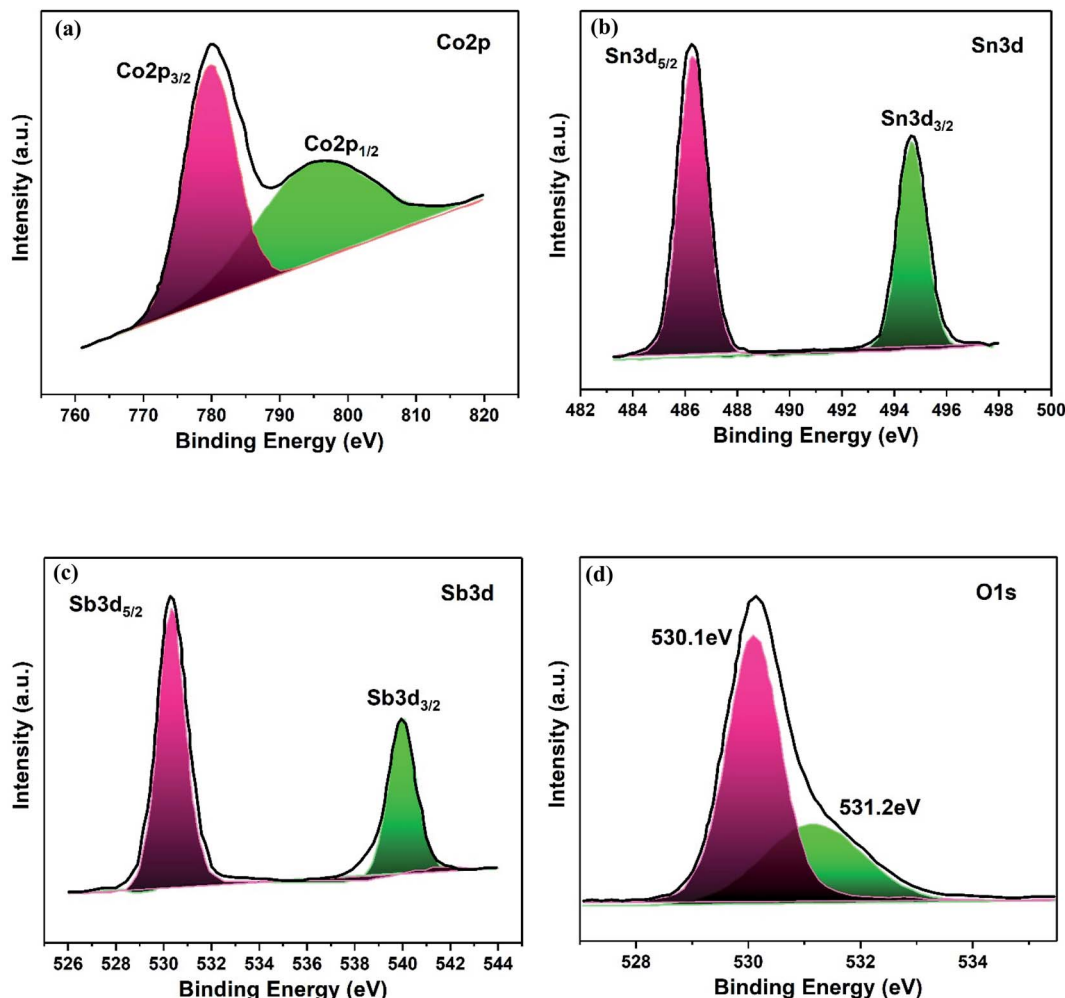 (a)
Co2p
Co2p3/2
Co2p1/2
Intensity (a.u.)
760 770 780 790 800 810 820
Binding Energy (eV)
(b)
Sn3d
Sn3d5/2
Sn3d3/2
Intensity (a.u.)
482 484 486 488 490 492 494 496 498 500
Binding Energy (eV)
(c)
Sb3d
Sb3d5/2
Sb3d3/2
Intensity (a.u.)
526 528 530 532 534 536 538 540 542 544
Binding Energy (eV)
(d)
O1s
530.1eV
531.2eV
Intensity (a.u.)
528 530 532 534
Binding Energy (eV)